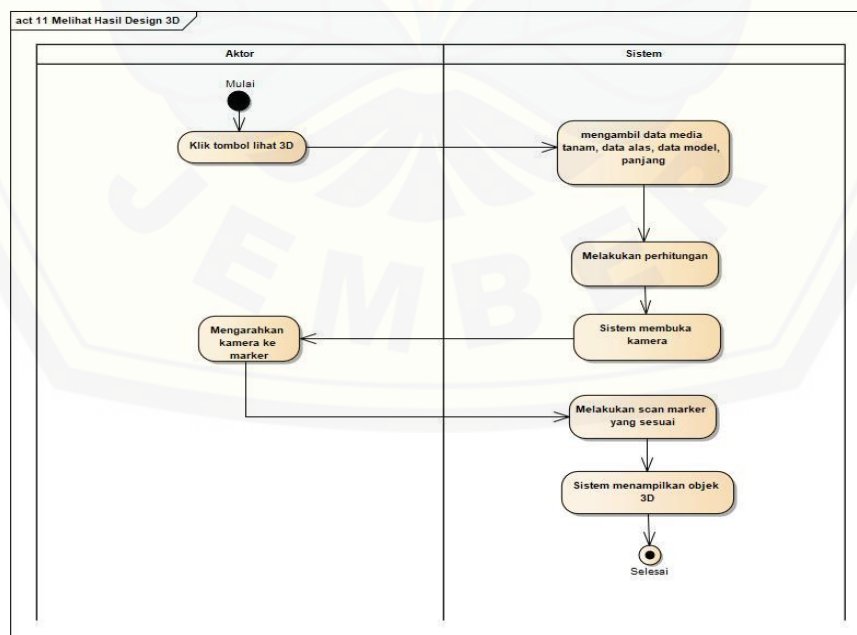 act 11 Melihat Hasil Design 3D
Aktor
Sistem
Mulai
Klik tombol lihat 3D
mengambil data media
tanam, data alas, data model,
panjang
Melakukan perhitungan
Sistem membuka
kamera
Mengarahkan
kamera ke
marker
Melakukan scan marker
yang sesuai
Sistem menampilkan objek
3D
Selesai
JEMBER